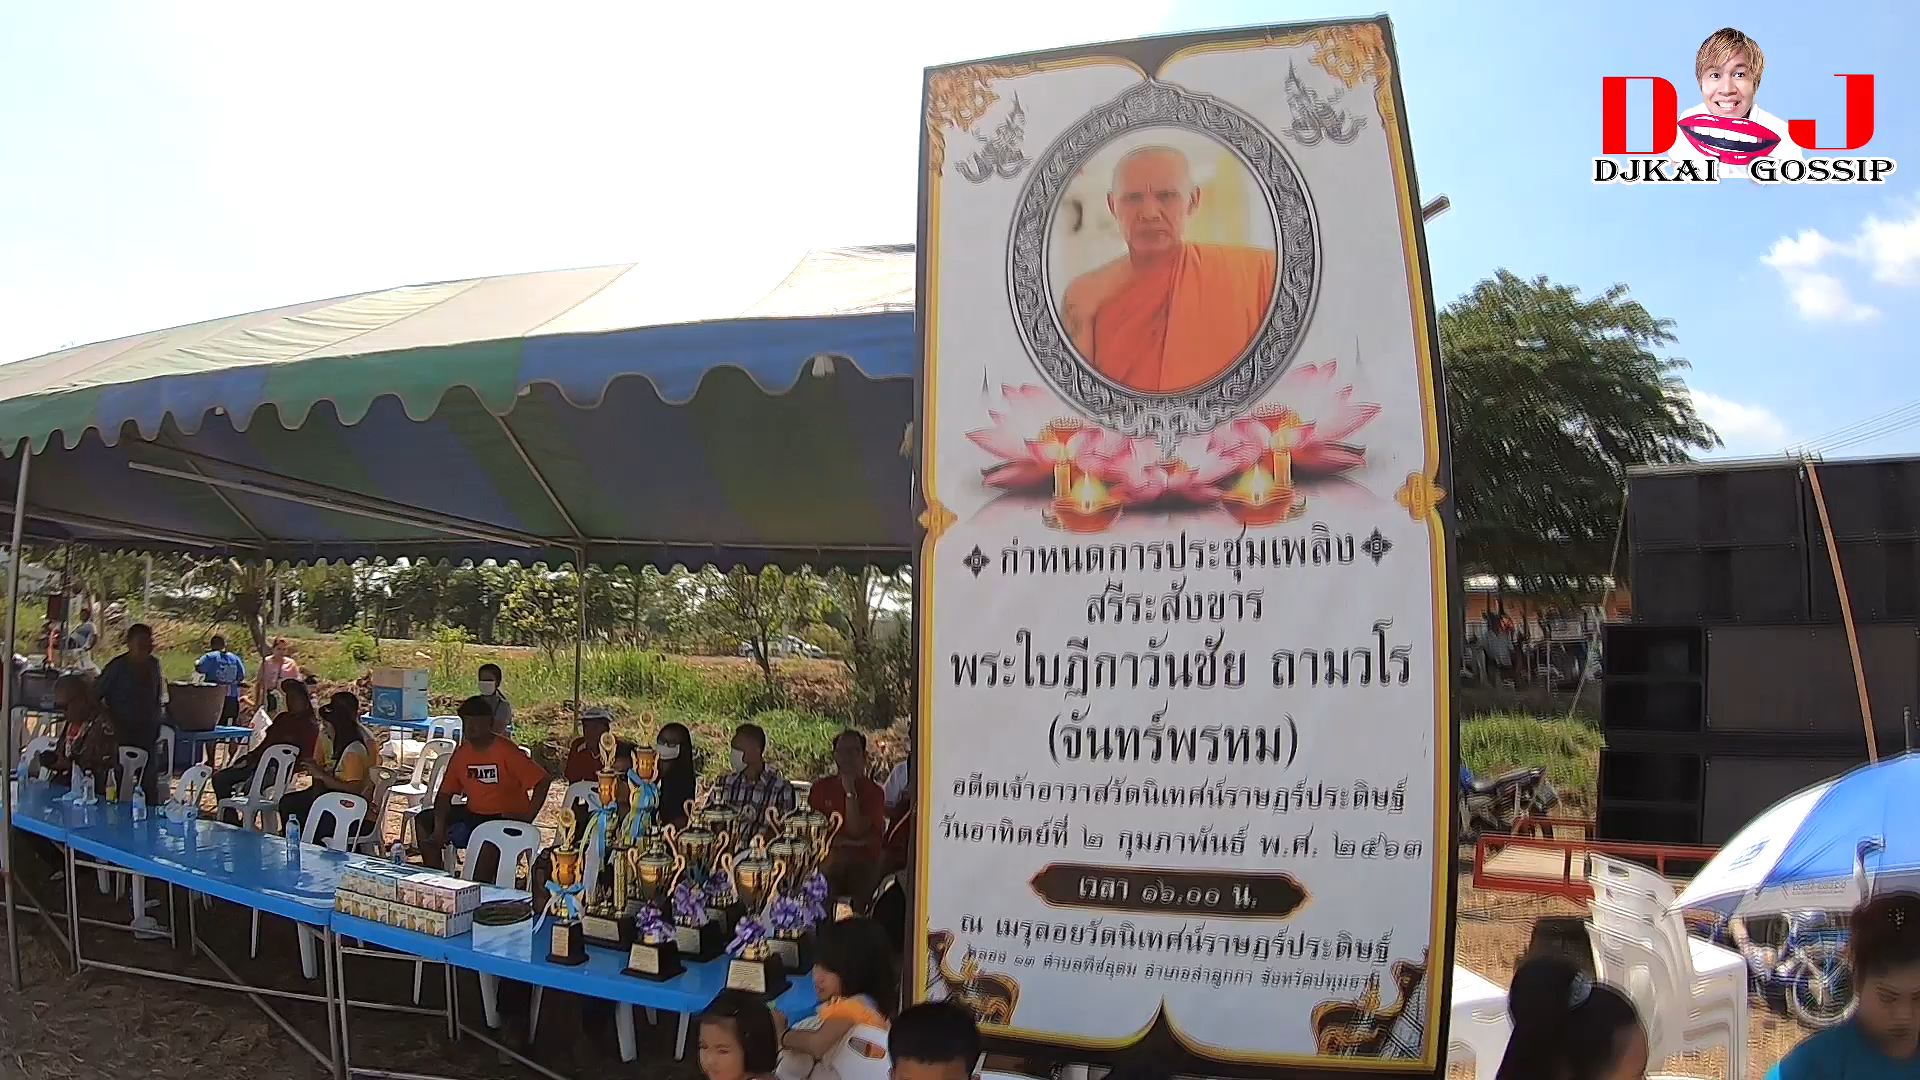 DJ
DJKAI GOSSIP
กำหนดการประชุมเพลิง
สรีระสังขาร
พระใบฎีกาวันชัย ถามวโร
(จันทร์พรหม)
อดีตเจ้าอาวาสวัดนิเทศน์ราษฎร์ประดิษฐ์
วันอาทิตย์ที่ ๒ กุมภาพันธ์ พ.ศ. ๒๕๖๓
เวลา ๑๖.๐๐ น.
ณ เมรุลอยวัดนิเทศน์ราษฎร์ประดิษฐ์
คลอง ๑๓ ตำบลพืชอุดม อำเภอลำลูกกา จังหวัดปทุมธานี